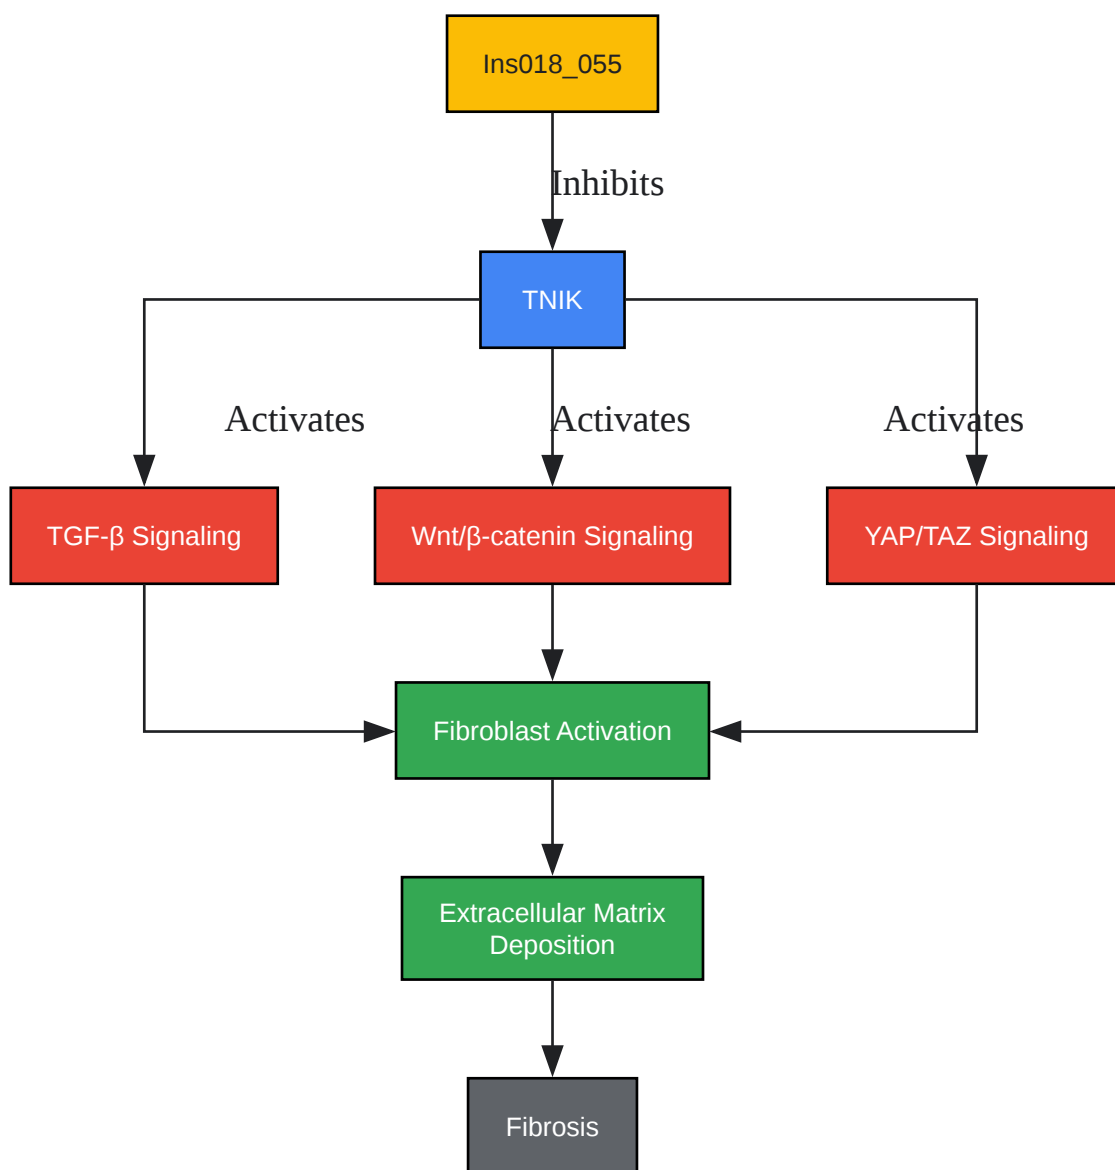 Ins018_055
Inhibits
TNIK
Activates
Activates
Activates
TGF-β Signaling
Wnt/β-catenin Signaling
YAP/TAZ Signaling
Fibroblast Activation
Extracellular Matrix
Deposition
Fibrosis